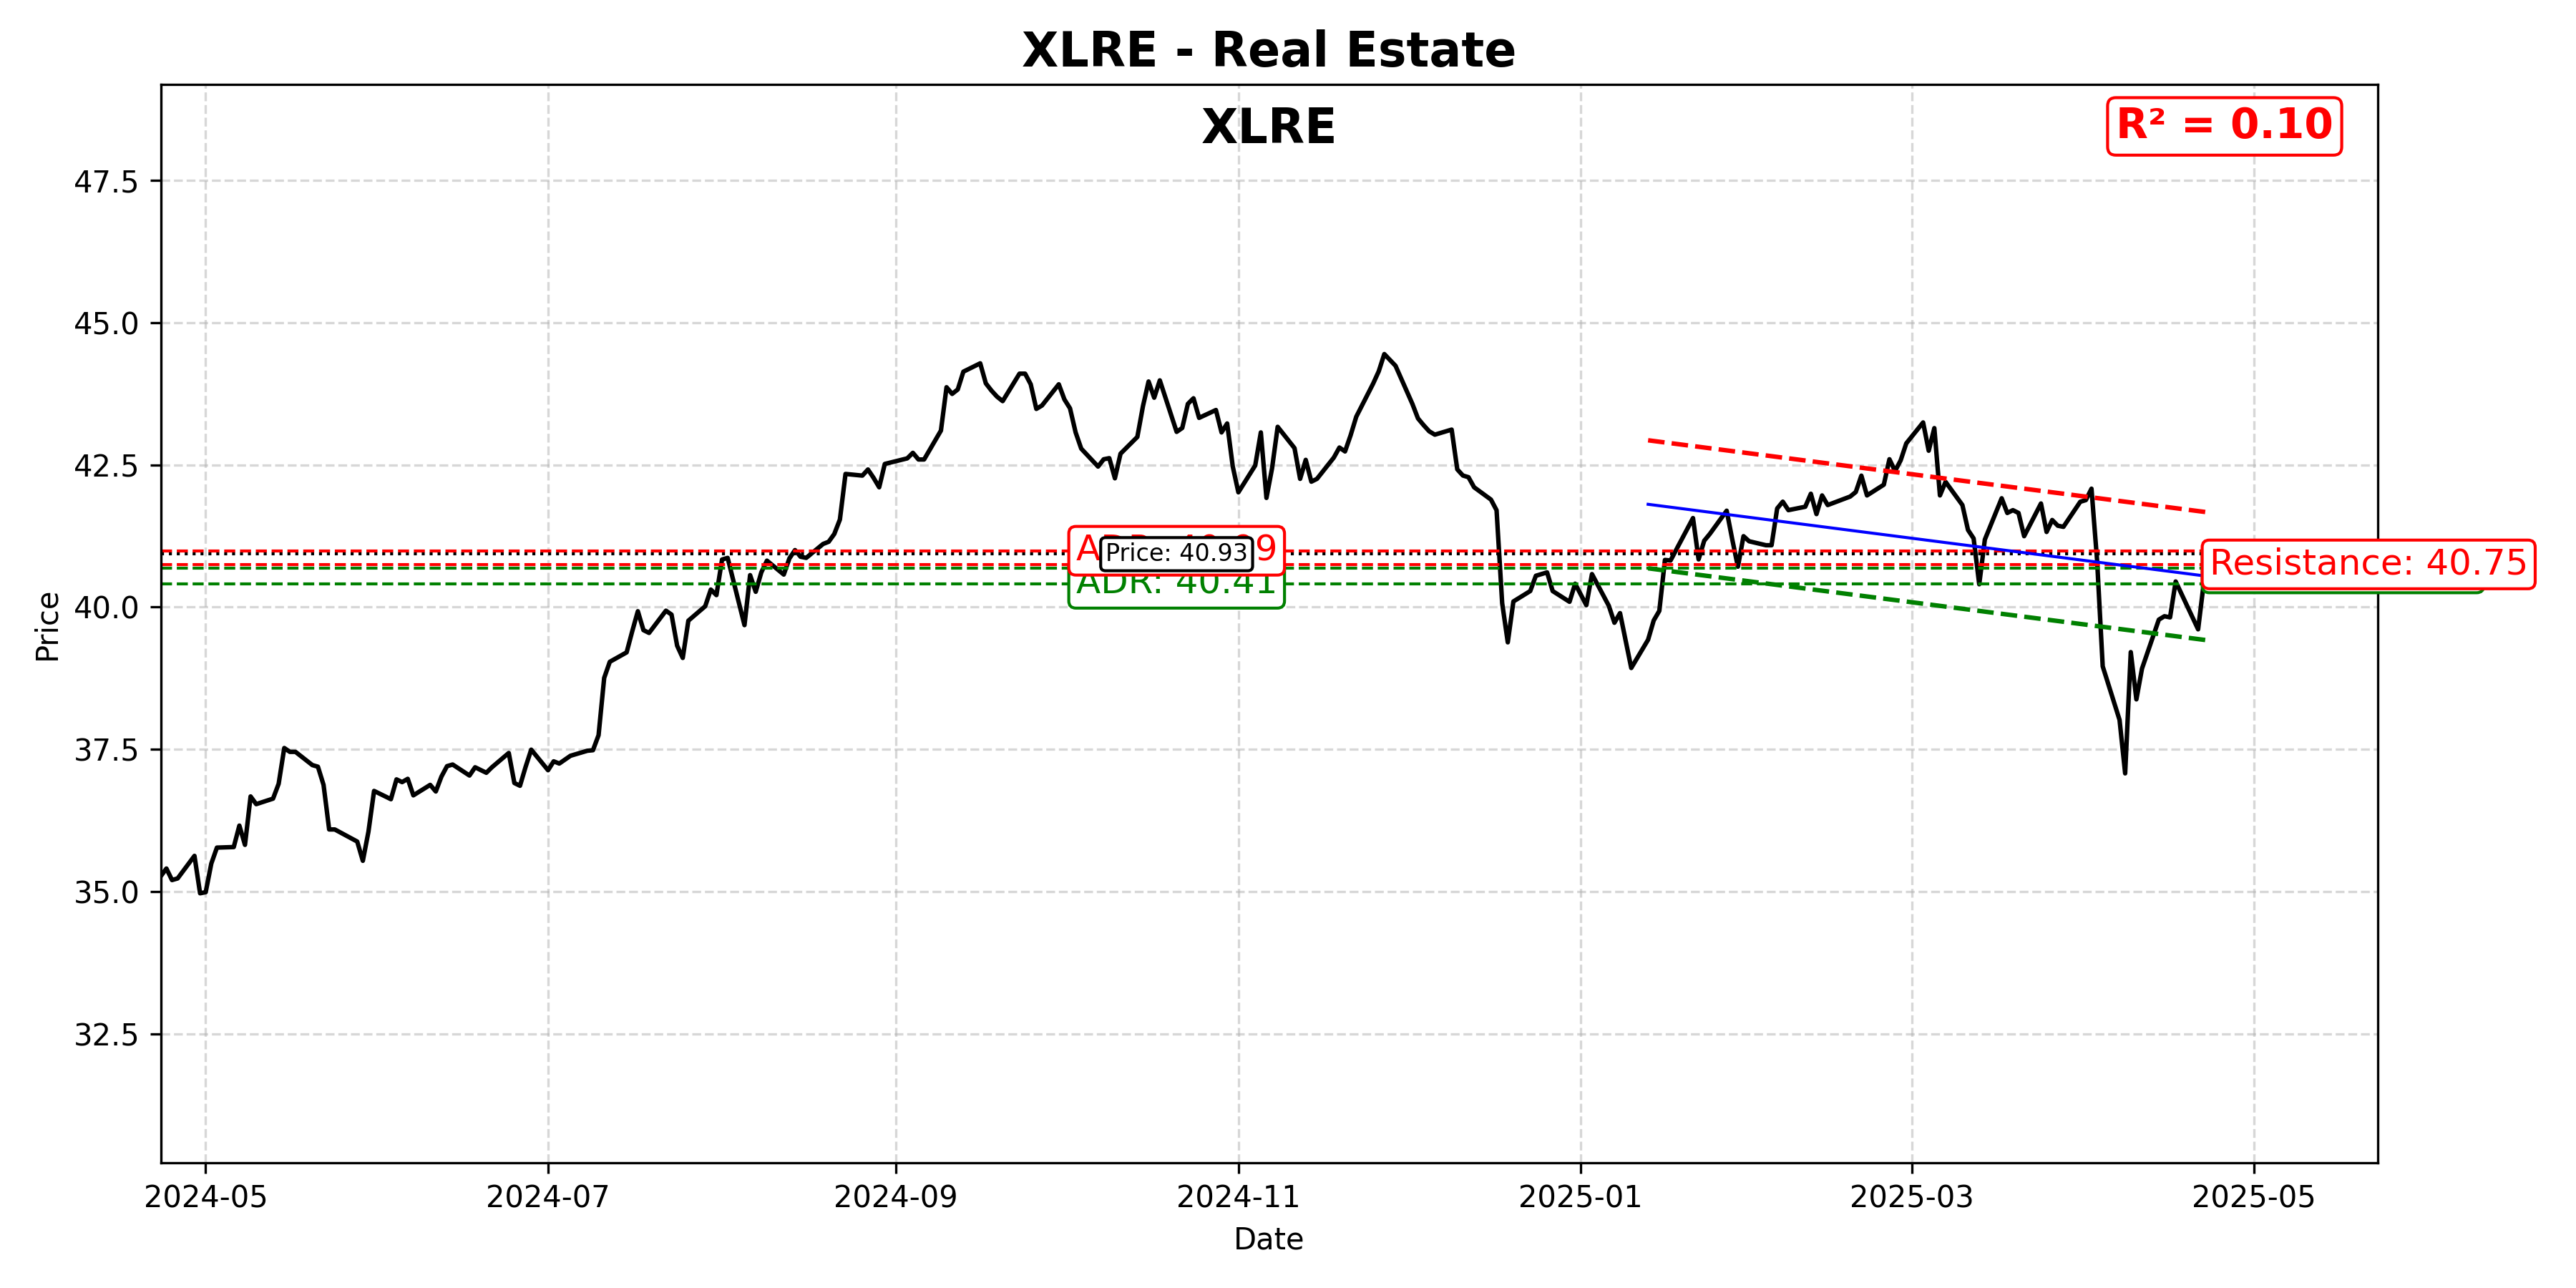 XLRE - Real Estate
XLRE
R² = 0.10
47.5
45.0
42.5
40.0
37.5
35.0
32.5
Price
Price: 40.93
ADR: 40.41
Resistance: 40.75
2024-05
2024-07
2024-09
2024-11
2025-01
2025-03
2025-05
Date